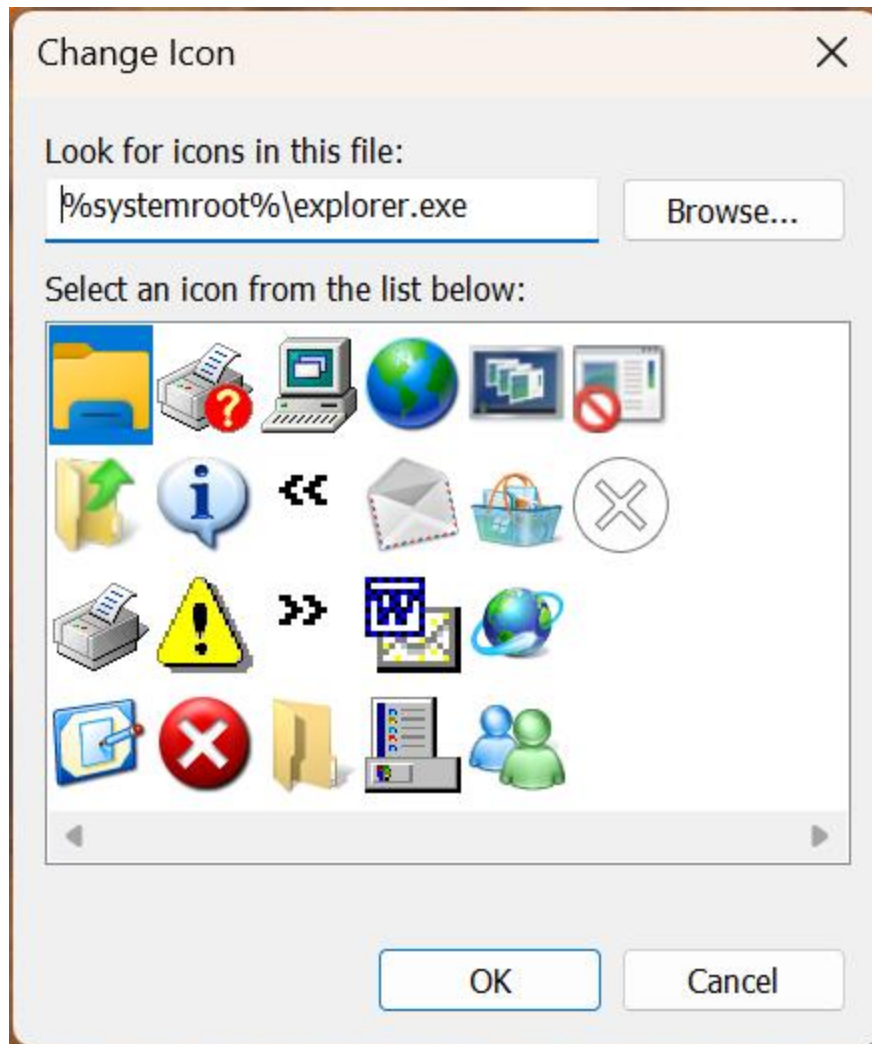 Change Icon
Look for icons in this file:
%systemroot%\explorer.exe
Browse...
Select an icon from the list below:
?
i
<<
!
>>
W
OK
Cancel